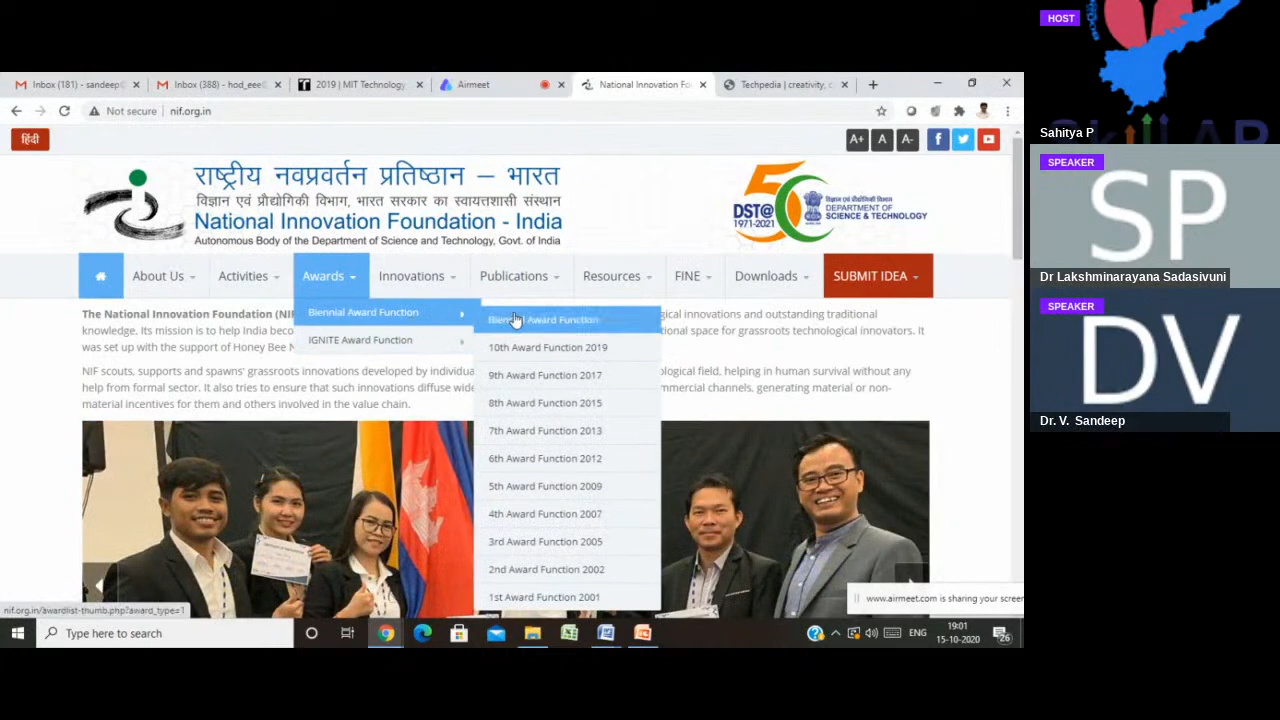 Inbox (181) - sandeep@
Inbox (388) - hod_eee@
2019 | MIT Technology
Airmeet
National Innovation Fo
Techpedia | creativity, c
Not secure | nif.org.in
हिंदी
A+ A A-
राष्ट्रीय नवप्रवर्तन प्रतिष्ठान – भारत
विज्ञान एवं प्रौद्योगिकी विभाग, भारत सरकार का स्वायत्तशासी संस्थान
National Innovation Foundation - India
Autonomous Body of the Department of Science and Technology, Govt. of India
DST@50
1971-2021
विज्ञान एवं प्रौद्योगिकी विभाग
DEPARTMENT OF
SCIENCE & TECHNOLOGY
About Us
Activities
Awards
Innovations
Publications
Resources
FINE
Downloads
SUBMIT IDEA
Biennial Award Function
IGNITE Award Function
Biennial Award Function
10th Award Function 2019
9th Award Function 2017
8th Award Function 2015
7th Award Function 2013
6th Award Function 2012
5th Award Function 2009
4th Award Function 2007
3rd Award Function 2005
2nd Award Function 2002
1st Award Function 2001
The National Innovation Foundation (NIF ogical innovations and outstanding traditional
knowledge. Its mission is to help India beco tional space for grassroots technological innovators. It
was set up with the support of Honey Bee N
NIF scouts, supports and spawns' grassroots innovations developed by individua ological field, helping in human survival without any
help from formal sector. It also tries to ensure that such innovations diffuse wide mmercial channels, generating material or non-
material incentives for them and others involved in the value chain.
nif.org.in/awardlist-thumb.php?award_type=1
www.airmeet.com is sharing your screen
Type here to search
ENG
19:01
15-10-2020
26
HOST
Sahitya P
SPEAKER
SP
Dr Lakshminarayana Sadasivuni
SPEAKER
DV
Dr. V. Sandeep